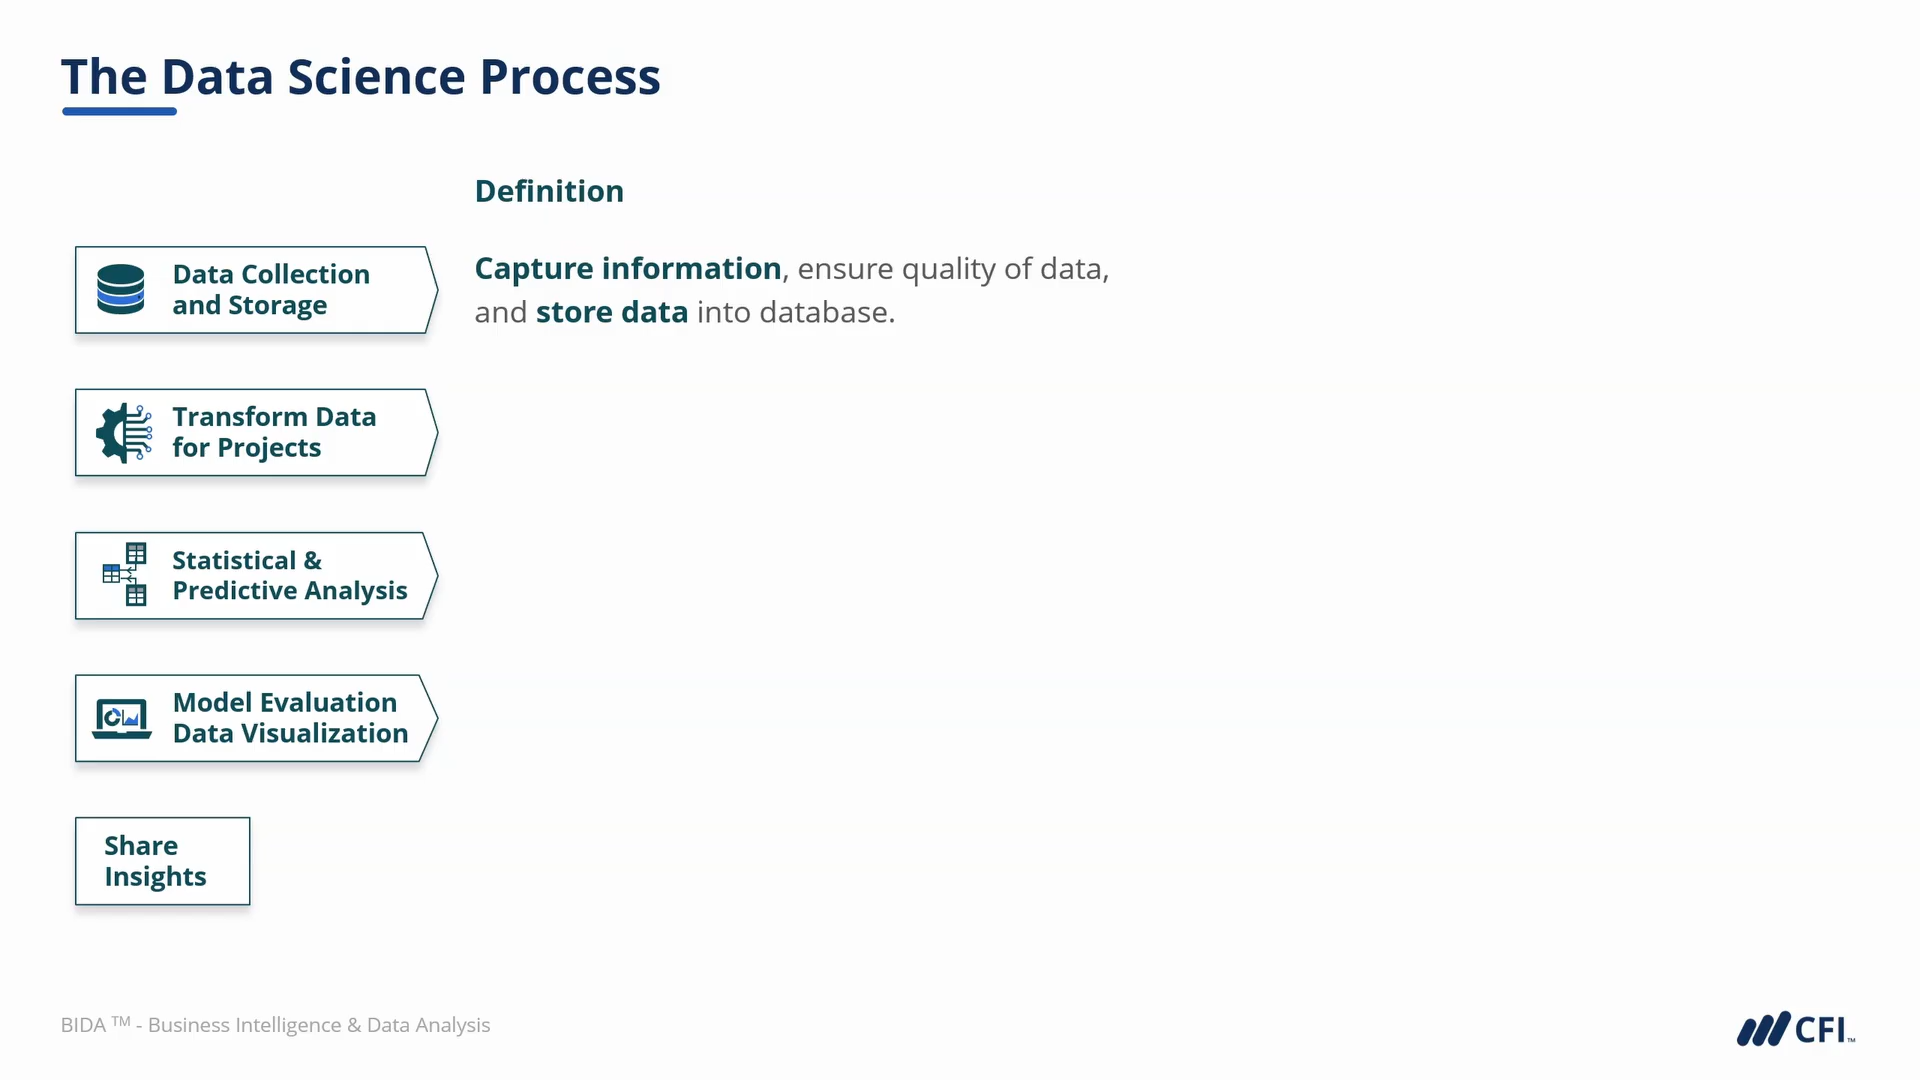 The Data Science Process
Definition
Data Collection
and Storage
Capture information, ensure quality of data,
and store data into database.
Transform Data
for Projects
Statistical &
Predictive Analysis
Model Evaluation
Data Visualization
Share
Insights
BIDA ™ - Business Intelligence & Data Analysis
CFI™